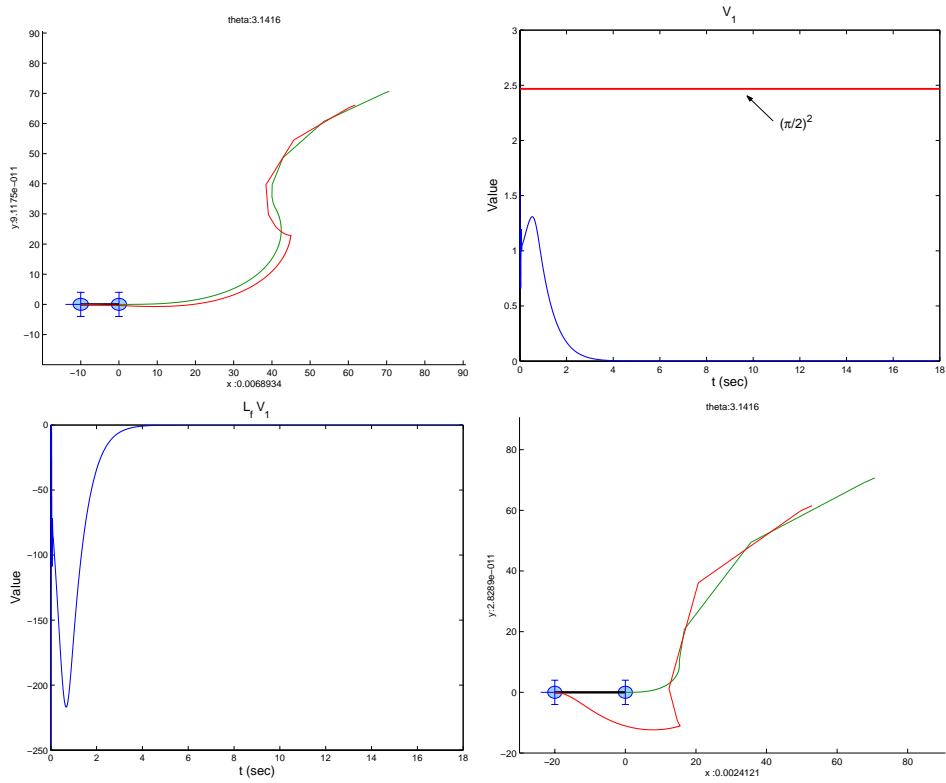 theta:3.1416
90
80
70
60
50
40
30
20
10
0
−10
y:9.1175e−011
−10 0 10 20 30 40 50 60 70 80 90
x :0.0068934
V1
3
2.5
2
1.5
1
0.5
0
Value
(π/2)2
0 2 4 6 8 10 12 14 16 18
t (sec)
Lf V1
0
−50
−100
−150
−200
−250
Value
0 2 4 6 8 10 12 14 16 18
t (sec)
theta:3.1416
80
60
40
20
0
−20
y:2.8289e−011
−20 0 20 40 60 80
x :0.0024121